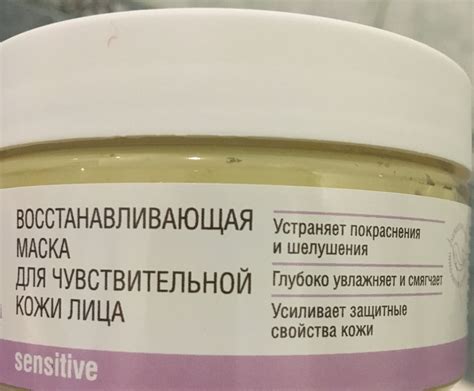 ВОССТАНАВЛИВАЮЩАЯ
МАСКА
ДЛЯ ЧУВСТВИТЕЛЬНОЙ
КОЖИ ЛИЦА
Устраняет покраснения
и шелушения
Глубоко увлажняет и смягчает
Усиливает защитные
свойства кожи
sensitive